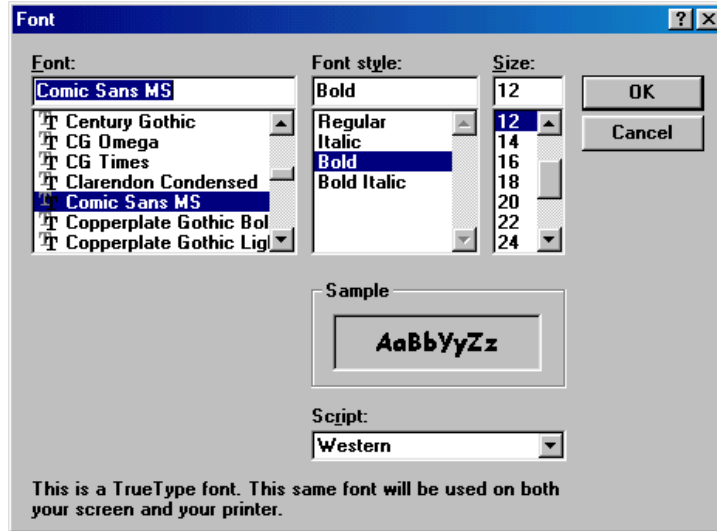 Font
Font:
Comic Sans MS
Century Gothic
CG Omega
CG Times
Clarendon Condensed
Comic Sans MS
Copperplate Gothic Bol
Copperplate Gothic Lig
Font style:
Bold
Regular
Italic
Bold
Bold Italic
Size:
12
12
14
16
18
20
22
24
OK
Cancel
Sample
AaBbYyZz
Script:
Western
This is a TrueType font. This same font will be used on both
your screen and your printer.